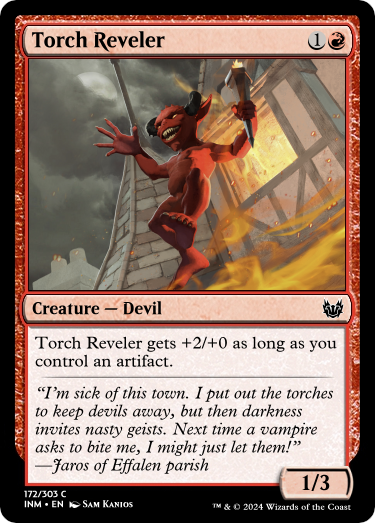 Torch Reveler 1
Creature — Devil
Torch Reveler gets +2/+0 as long as you
control an artifact.
“I’m sick of this town. I put out the torches
to keep devils away, but then darkness
invites nasty geists. Next time a vampire
asks to bite me, I might just let them!”
—Jaros of Effalen parish
1/3
172/303 C
INM • EN Sam Kanios
™ & © 2024 Wizards of the Coast